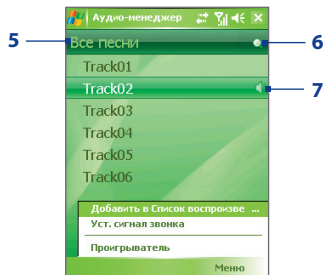 Аудио-менеджер
5
Все песни
6
Track01
Track02
7
Track03
Track04
Track05
Track06
Добавить в Список воспроизве ...
Уст. сигнал звонка
Проигрыватель
Меню